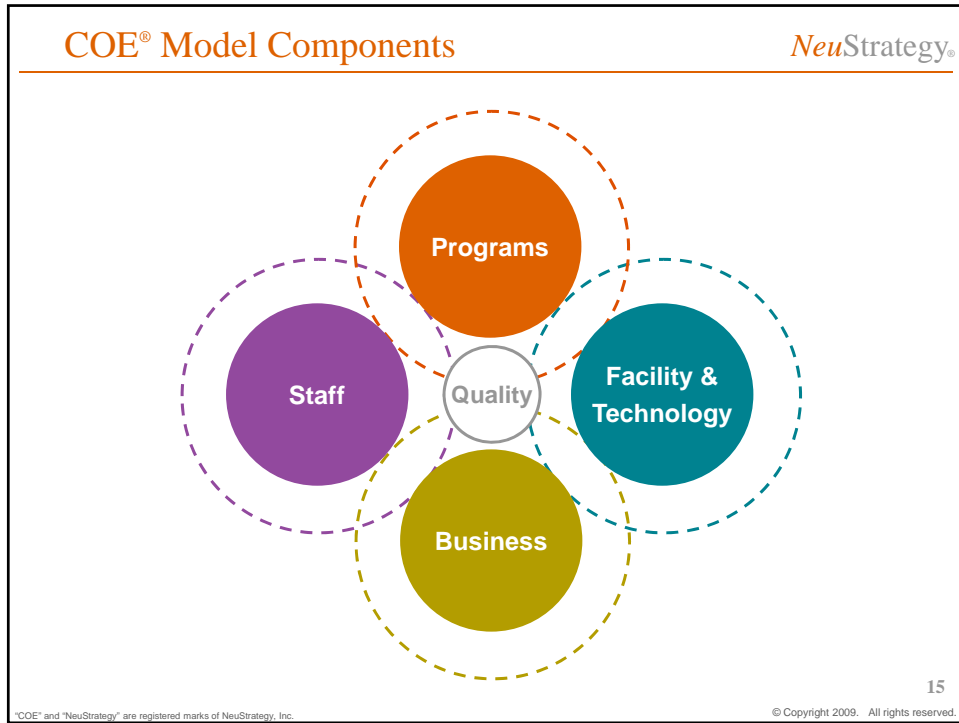 COE® Model Components
NeuStrategy®
Programs
Staff
Quality
Facility &
Technology
Business
15
"COE" and "NeuStrategy" are registered marks of NeuStrategy, Inc.
© Copyright 2009. All rights reserved.